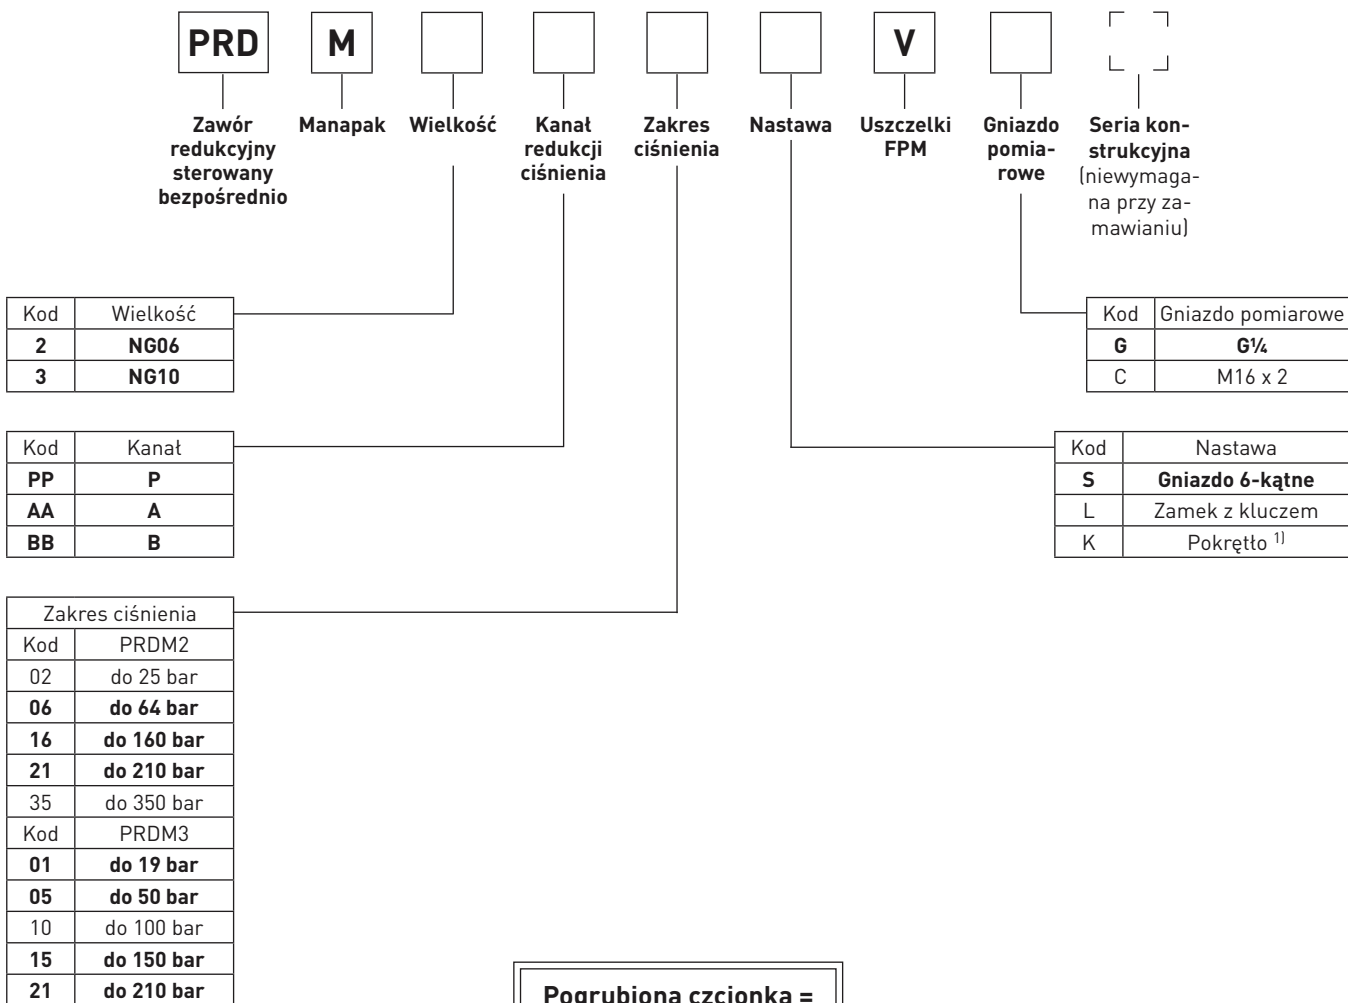 PRD M V
Zawór
redukcyjny
sterowany
bezpośrednio
Manapak
Wielkość
Kanał
redukcji
ciśnienia
Zakres
ciśnienia
Nastawa
Uszczelki
FPM
Gniazdo
pomia-
rowe
Seria kon-
strukcyjna
(niewymaga-
na przy za-
mawianiu)
Kod Wielkość
2 NG06
3 NG10
Kod Gniazdo pomiarowe
G G¼
C M16 x 2
Kod Kanał
PP P
AA A
BB B
Kod Nastawa
S Gniazdo 6-kątne
L Zamek z kluczem
K Pokrętło 1)
Zakres ciśnienia
Kod PRDM2
02 do 25 bar
06 do 64 bar
16 do 160 bar
21 do 210 bar
35 do 350 bar
Kod PRDM3
01 do 19 bar
05 do 50 bar
10 do 100 bar
15 do 150 bar
21 do 210 bar
Pogrubiona czcionka =